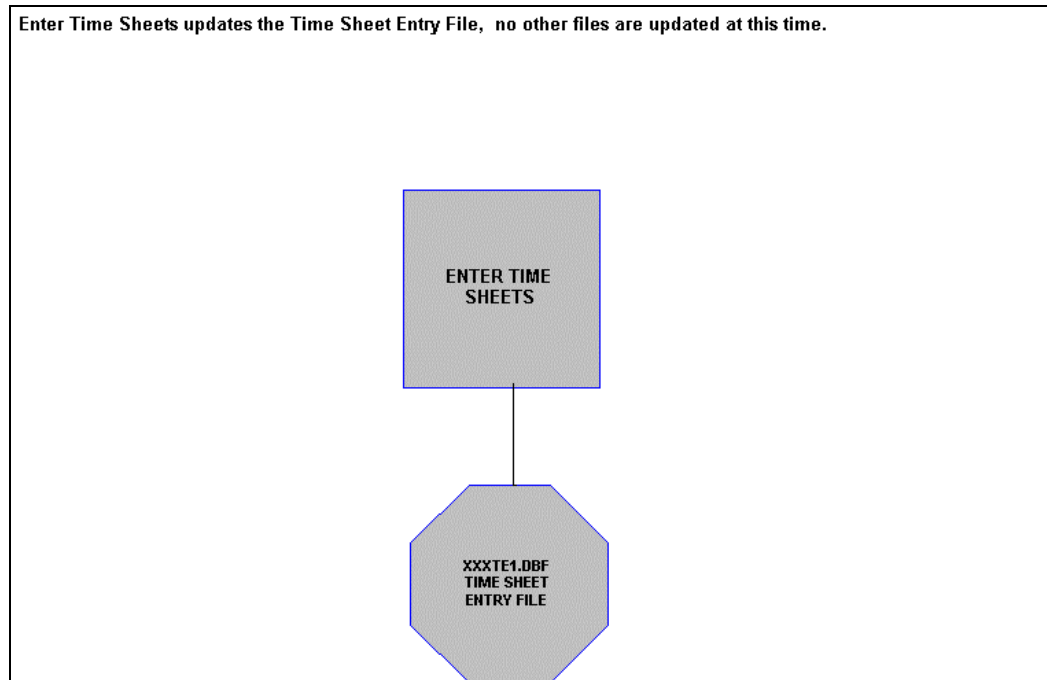 Enter Time Sheets updates the Time Sheet Entry File,  no other files are updated at this time.
ENTER TIME
SHEETS
XXXTE1.DBF
TIME SHEET
ENTRY FILE